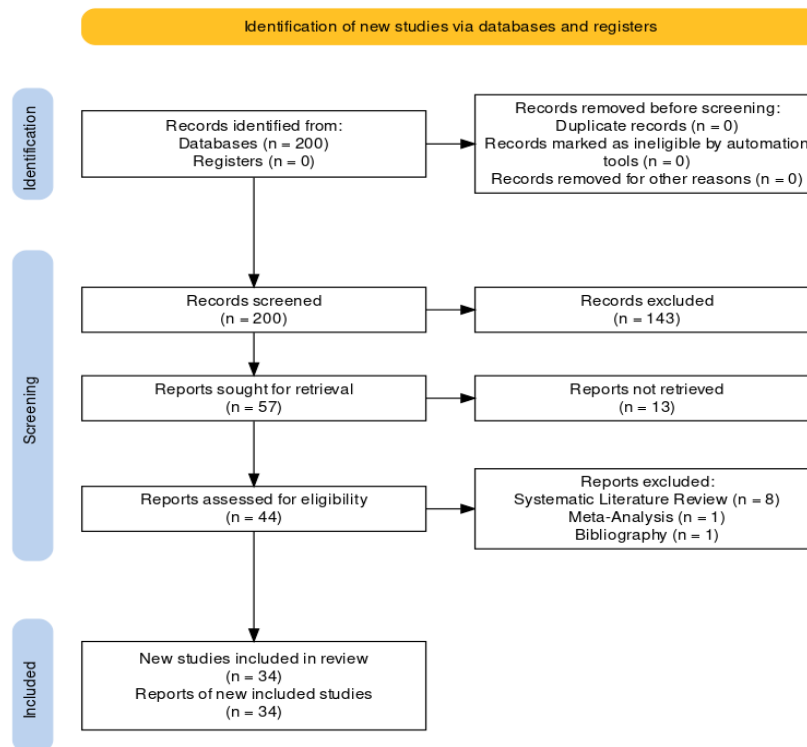 Identification of new studies via databases and registers
Identification
Records identified from:
Databases (n = 200)
Registers (n = 0)
Records removed before screening:
Duplicate records (n = 0)
Records marked as ineligible by automation
tools (n = 0)
Records removed for other reasons (n = 0)
Screening
Records screened
(n = 200)
Records excluded
(n = 143)
Reports sought for retrieval
(n = 57)
Reports not retrieved
(n = 13)
Reports assessed for eligibility
(n = 44)
Reports excluded:
Systematic Literature Review (n = 8)
Meta-Analysis (n = 1)
Bibliography (n = 1)
Included
New studies included in review
(n = 34)
Reports of new included studies
(n = 34)